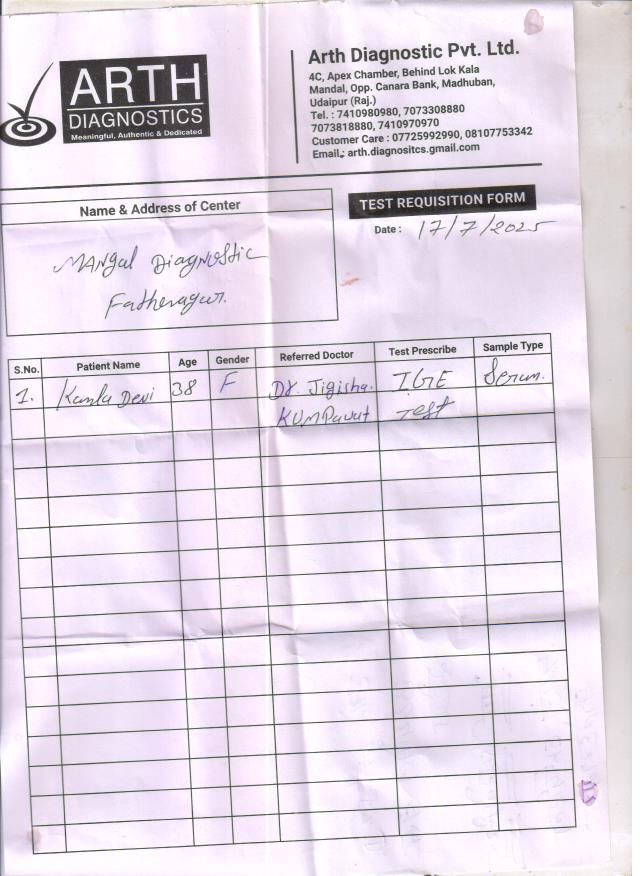 ARTH
DIAGNOSTICS
Meaningful, Authentic & Dedicated
Arth Diagnostic Pvt. Ltd.
4C, Apex Chamber, Behind Lok Kala
Mandal, Opp. Canara Bank, Madhuban,
Udaipur (Raj.)
Tel. : 7410980980, 7073308880
7073818880, 7410970970
Customer Care : 07725992990, 08107753342
Email.: arth.diagnositcs.gmail.com
Name & Address of Center
TEST REQUISITION FORM
Date : 17/7/2025
Mangal Diagnostic
S.No. Patient Name Age Gender Referred Doctor Test Prescribe Sample Type
1. Kamla Devi 38 F Dr. Jigisha. IGE Serum.
Kumpawat Test